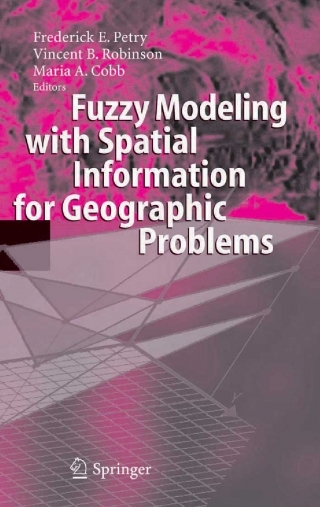 Frederick E. Petry
Vincent B. Robinson
Maria A. Cobb
Editors
Fuzzy Modeling
with Spatial
Information
for Geographic
Problems
Springer